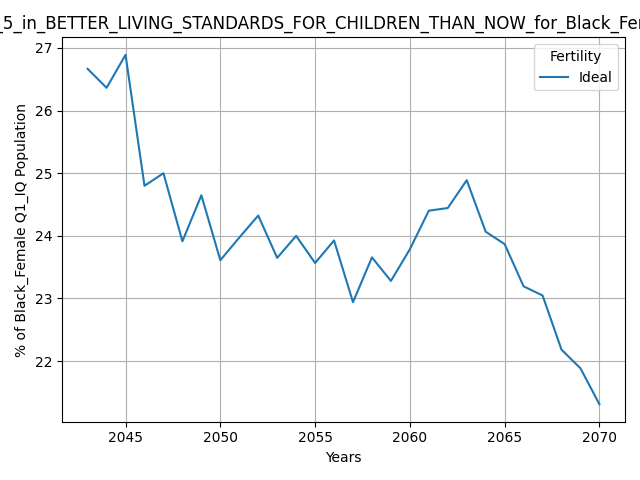 _5_in_BETTER_LIVING_STANDARDS_FOR_CHILDREN_THAN_NOW_for_Black_Fe
Fertility
Ideal
27
26
25
24
23
22
% of Black_Female Q1_IQ Population
2045 2050 2055 2060 2065 2070
Years